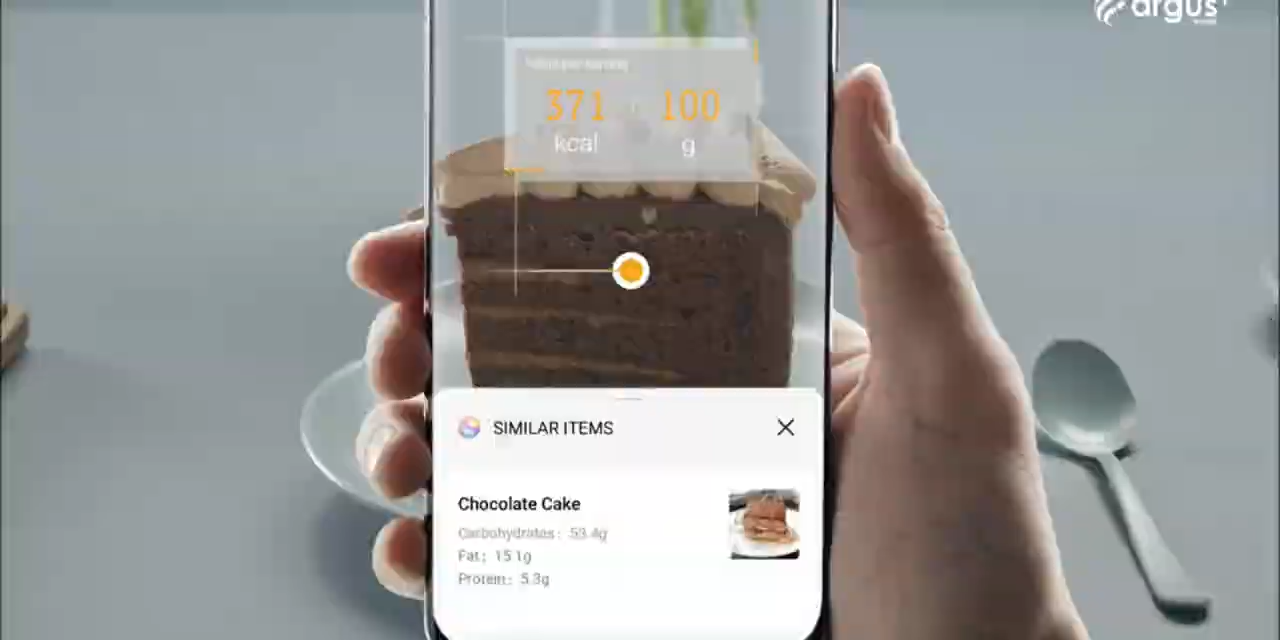 argus
371 100
kcal g
SIMILAR ITEMS
Chocolate Cake
Carbohydrates: 53.4g
Fat: 15.1g
Protein: 5.3g